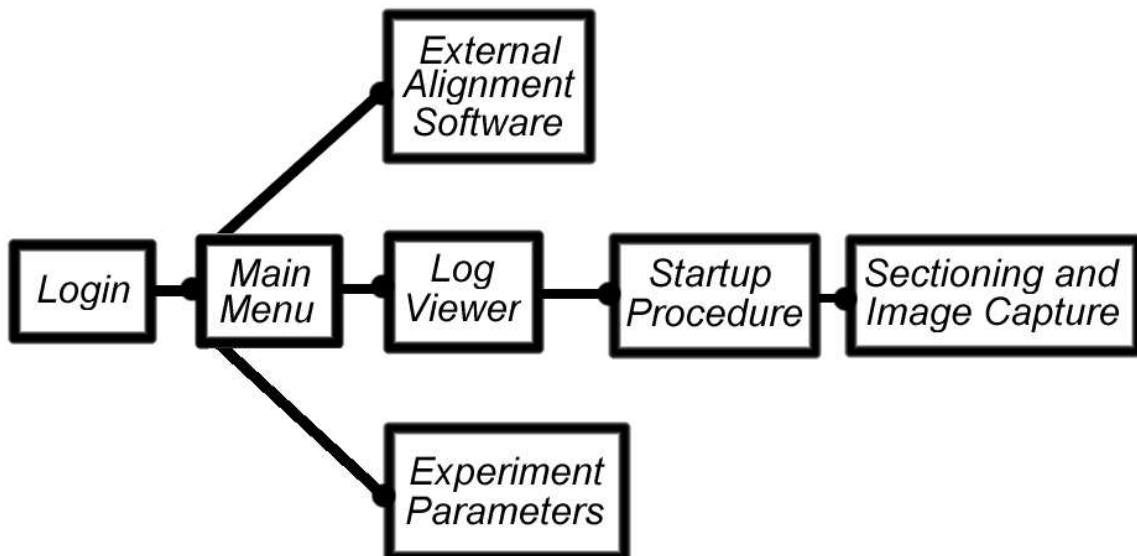 External
Alignment
Software
Login
Main
Menu
Log
Viewer
Startup
Procedure
Sectioning and
Image Capture
Experiment
Parameters